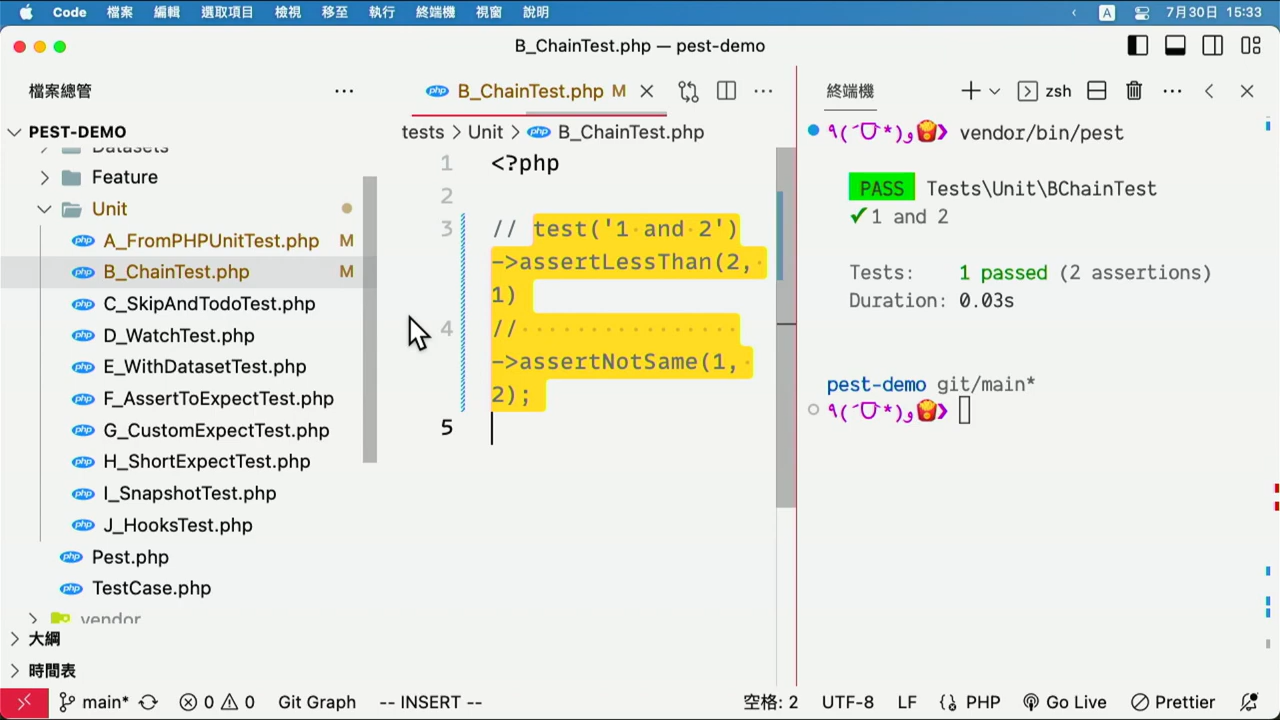 Code 檔案 編輯 選取項目 檢視 移至 執行 終端機 視窗 說明 A 7月30日 15:33
B_ChainTest.php — pest-demo
檔案總管
PEST-DEMO
Datasets
Feature
Unit
A_FromPHPUnitTest.php M
B_ChainTest.php M
C_SkipAndTodoTest.php
D_WatchTest.php
E_WithDatasetTest.php
F_AssertToExpectTest.php
G_CustomExpectTest.php
H_ShortExpectTest.php
I_SnapshotTest.php
J_HooksTest.php
Pest.php
TestCase.php
vendor
大綱
時間表
B_ChainTest.php M
tests > Unit > B_ChainTest.php
1 <?php
2
3 // test('1 and 2')
->assertLessThan(2,
1)
4 //
->assertNotSame(1,
2);
5
終端機 zsh
٩(ˊᗜˋ*)و🍟❯ vendor/bin/pest
PASS Tests\Unit\BChainTest
✓ 1 and 2
Tests: 1 passed (2 assertions)
Duration: 0.03s
pest-demo git/main*
main* 0 0 Git Graph -- INSERT -- 空格: 2 UTF-8 LF PHP Go Live Prettier